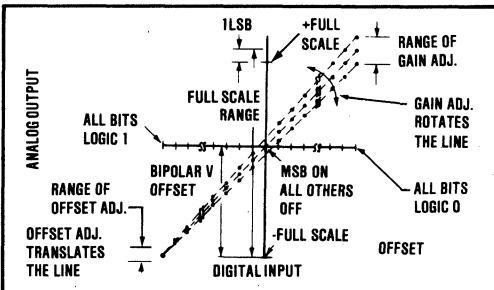 1LSB
+FULL
SCALE
RANGE OF
GAIN ADJ.
FULL SCALE
RANGE
GAIN ADJ.
ROTATES
THE LINE
ANALOG OUTPUT
ALL BITS
LOGIC 1
BIPOLAR V
OFFSET
MSB ON
ALL OTHERS
OFF
ALL BITS
LOGIC 0
RANGE OF
OFFSET ADJ.
OFFSET ADJ.
TRANSLATES
THE LINE
-FULL SCALE
OFFSET
DIGITAL INPUT